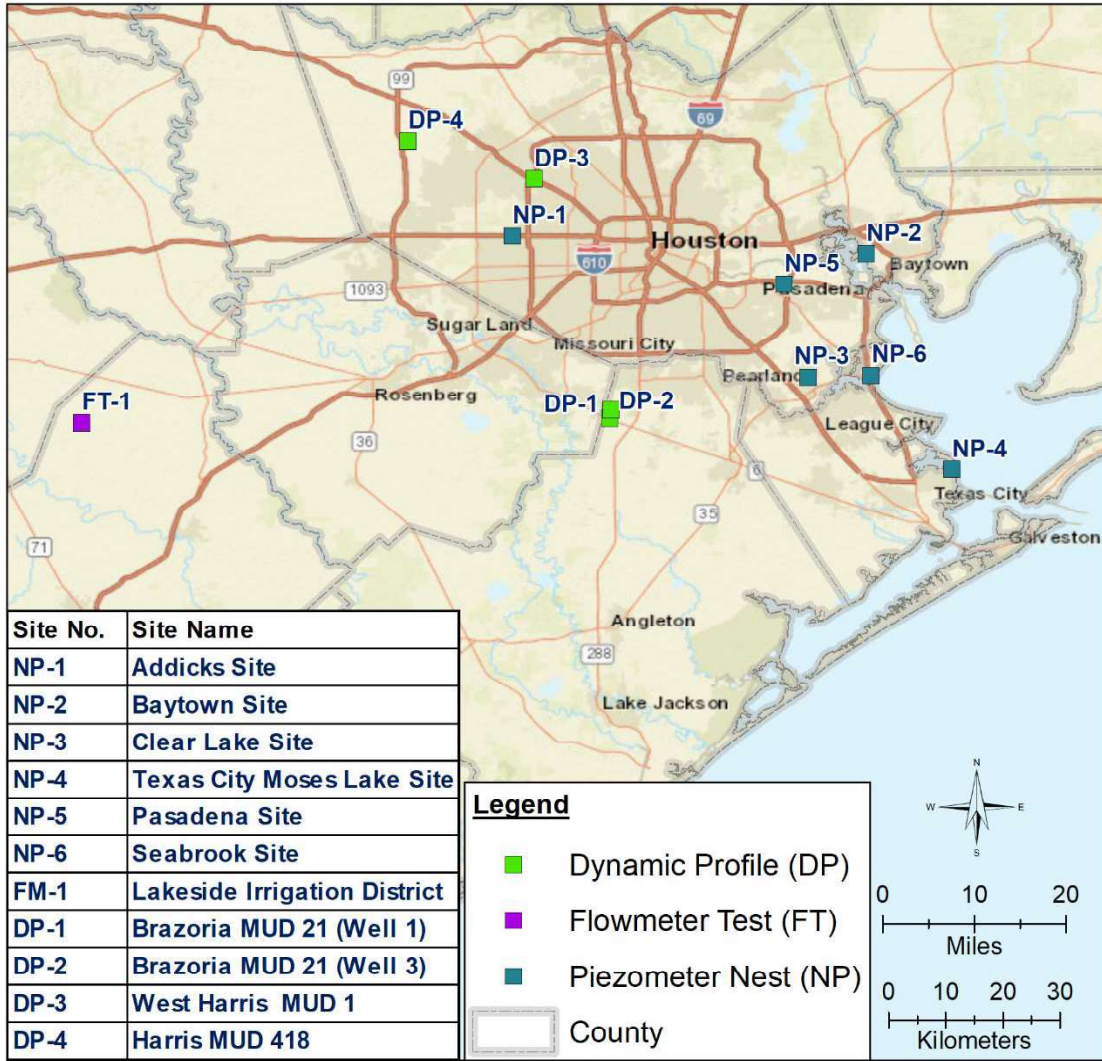 99
69
DP-4
DP-3
NP-1
Houston
NP-2
610
NP-5
Baytown
Pasadena
1093
Sugar Land
Missouri City
NP-3
NP-6
Pearland
Rosenberg
DP-1
DP-2
FT-1
League City
36
NP-4
6
Texas City
35
71
Galveston
Angleton
288
Lake Jackson
Site No. Site Name
NP-1 Addicks Site
NP-2 Baytown Site
NP-3 Clear Lake Site
NP-4 Texas City Moses Lake Site
NP-5 Pasadena Site
NP-6 Seabrook Site
FM-1 Lakeside Irrigation District
DP-1 Brazoria MUD 21 (Well 1)
DP-2 Brazoria MUD 21 (Well 3)
DP-3 West Harris MUD 1
DP-4 Harris MUD 418
Legend
Dynamic Profile (DP)
Flowmeter Test (FT)
Piezometer Nest (NP)
County
N
W E
S
0 10 20
Miles
0 10 20 30
Kilometers